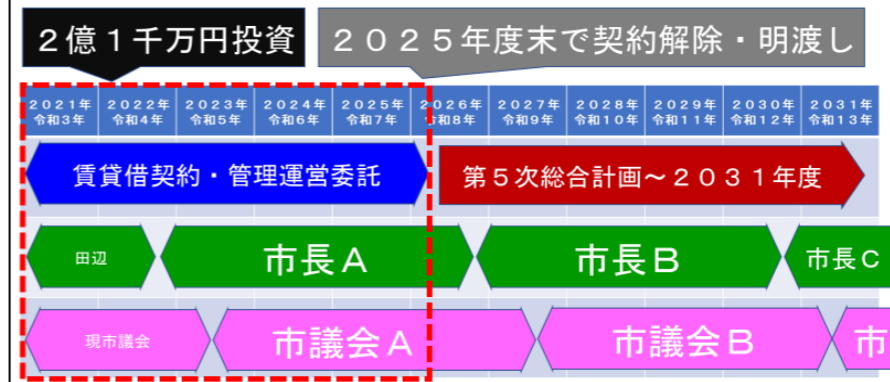 ２億１千万円投資
２０２５年度末で契約解除・明渡し
２０２１年 ２０２２年 ２０２３年 ２０２４年 ２０２５年 ２０２６年 ２０２７年 ２０２８年 ２０２９年 ２０３０年 ２０３１年
令和３年 令和４年 令和５年 令和６年 令和７年 令和８年 令和９年 令和１０年 令和１１年 令和１２年 令和１３年
賃貸借契約・管理運営委託
第５次総合計画～２０３１年度
田辺 市長Ａ 市長Ｂ 市長Ｃ
現市議会 市議会Ａ 市議会Ｂ 市